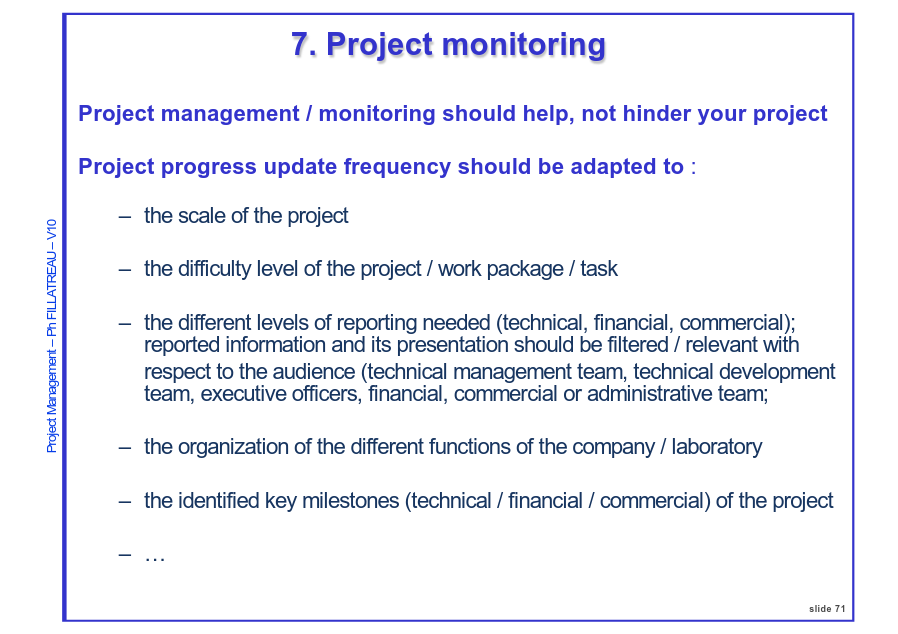 7. Project monitoring
Project management / monitoring should help, not hinder your project
Project progress update frequency should be adapted to :
– the scale of the project
– the difficulty level of the project / work package / task
– the different levels of reporting needed (technical, financial, commercial);
reported information and its presentation should be filtered / relevant with
respect to the audience (technical management team, technical development
team, executive officers, financial, commercial or administrative team;
– the organization of the different functions of the company / laboratory
– the identified key milestones (technical / financial / commercial) of the project
– …
Project Management – Ph FILLATREAU – V10
slide 71